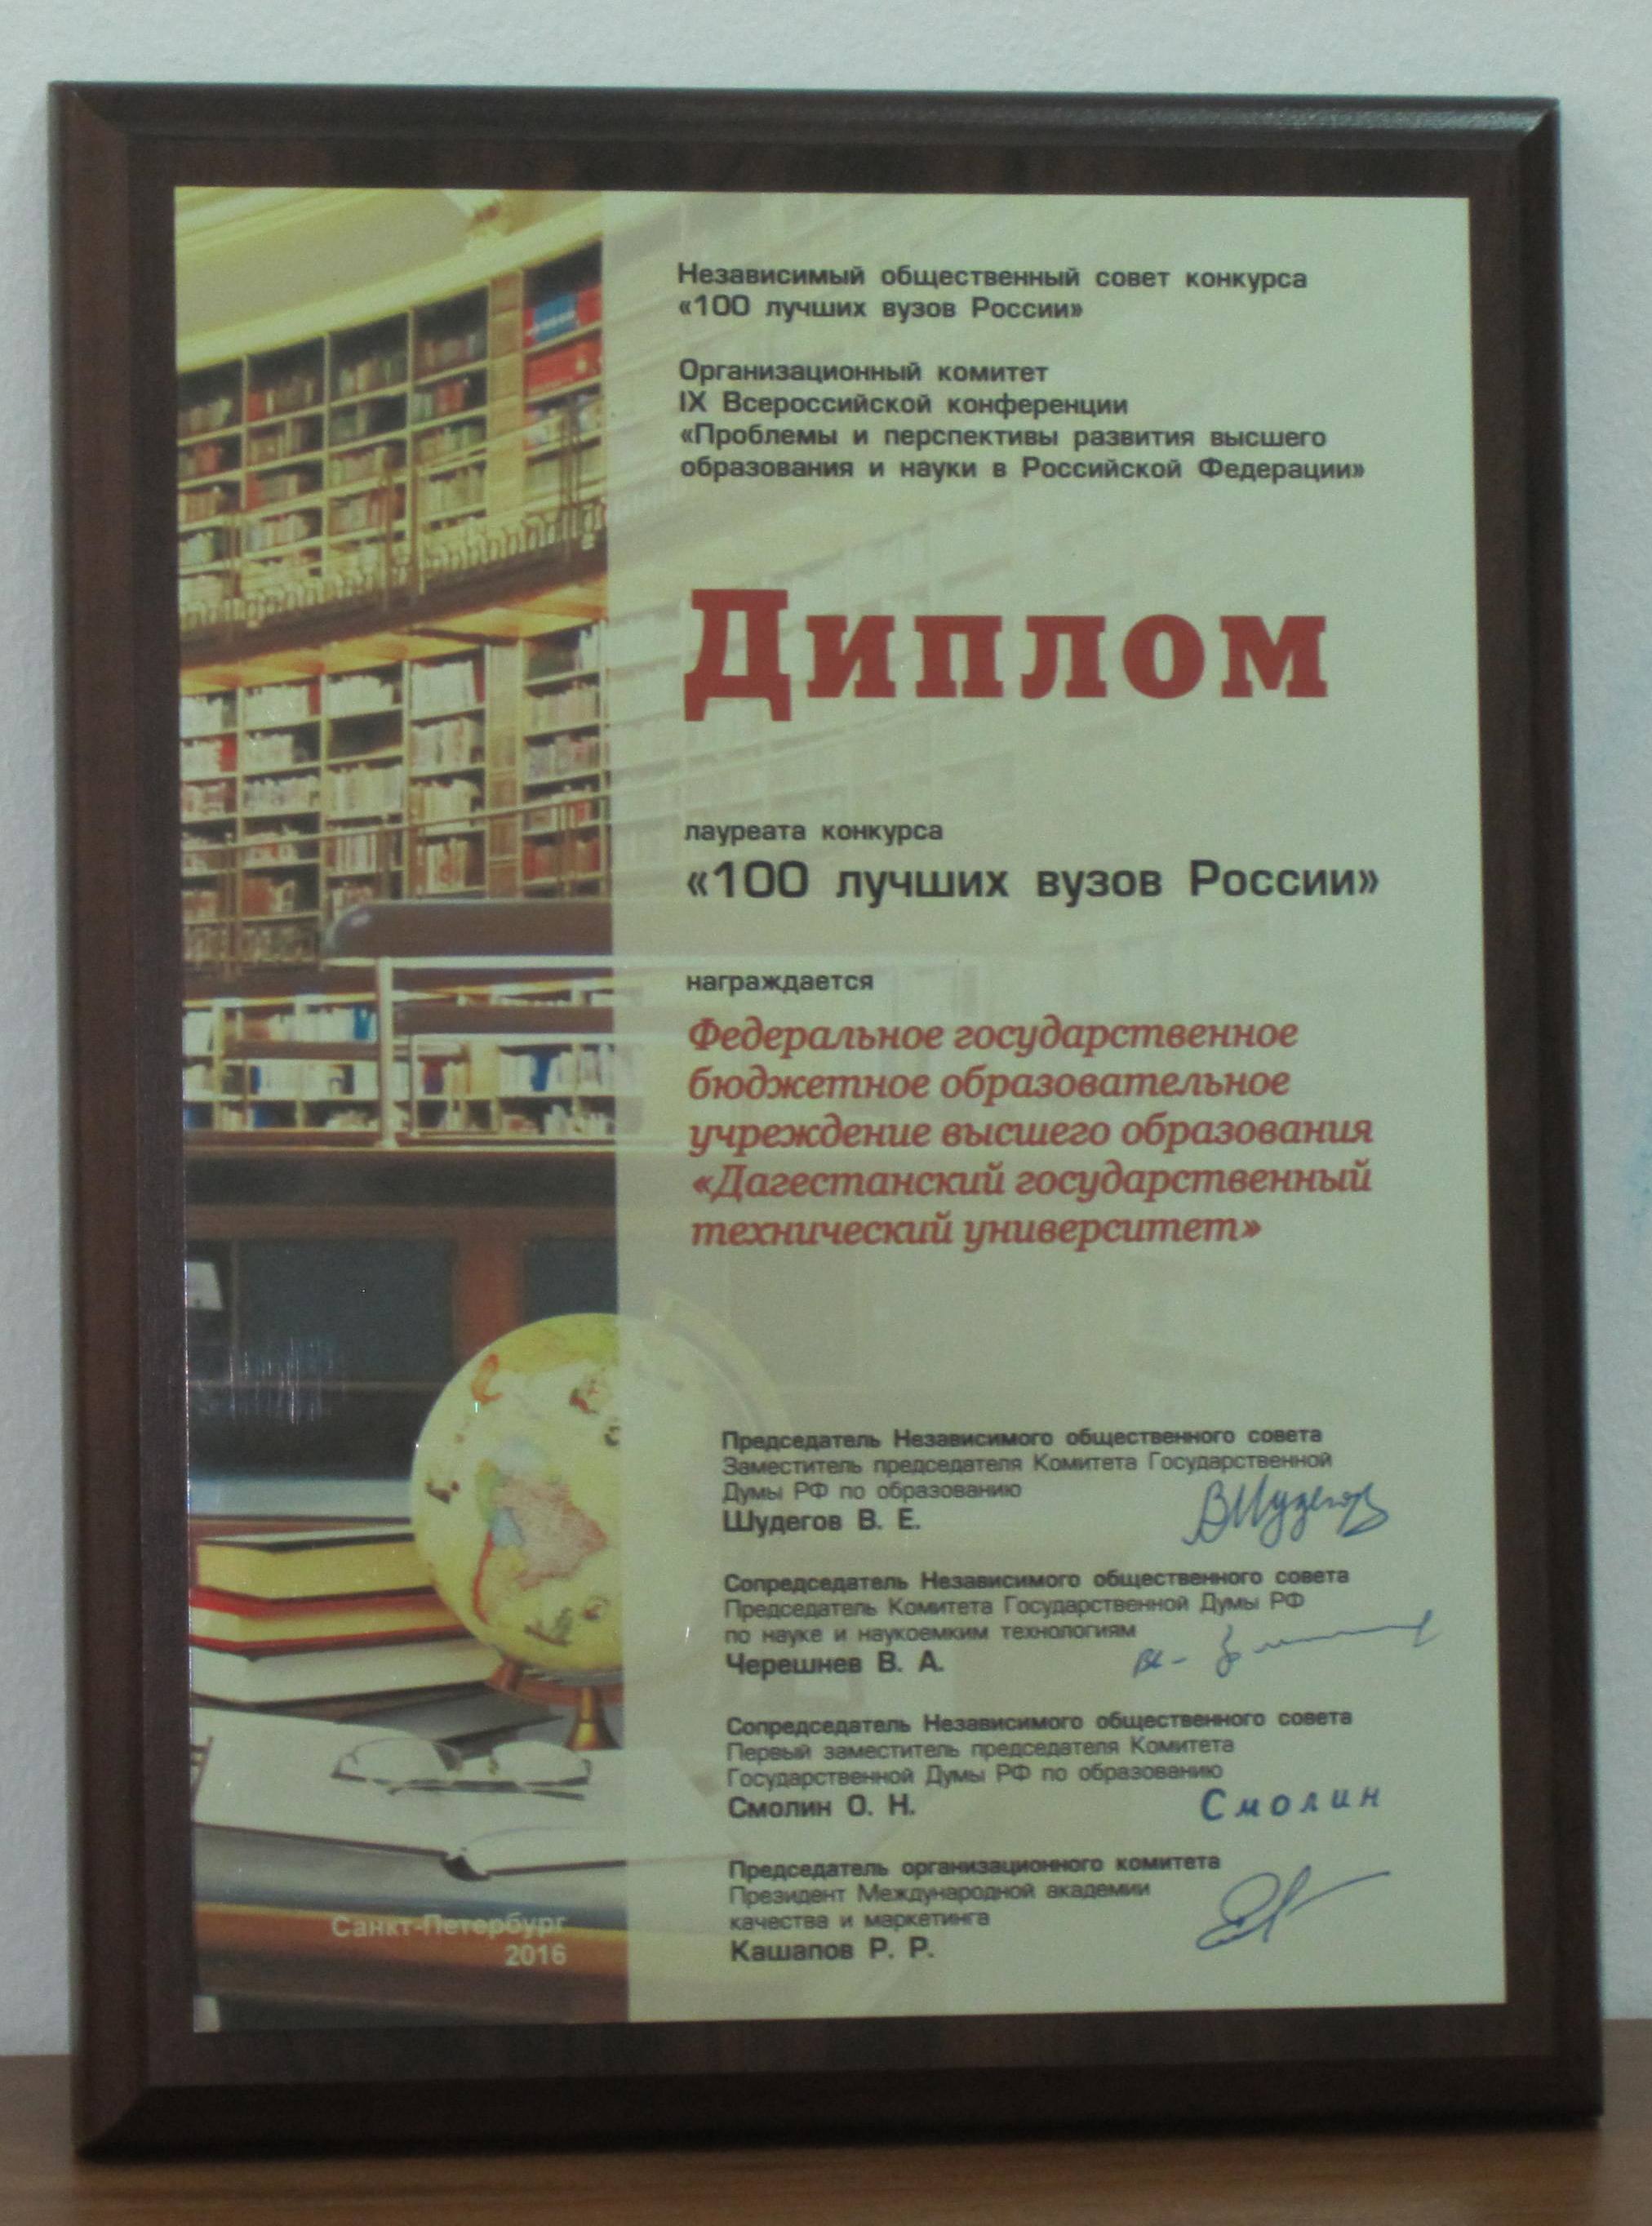 Независимый общественный совет конкурса
«100 лучших вузов России»
Организационный комитет
IX Всероссийской конференции
«Проблемы и перспективы развития высшего
образования и науки в Российской Федерации»
Диплом
лауреата конкурса
«100 лучших вузов России»
награждается
Федеральное государственное
бюджетное образовательное
учреждение высшего образования
«Дагестанский государственный
технический университет»
Председатель Независимого общественного совета
Заместитель председателя Комитета Государственной
Думы РФ по образованию
Шудегов В. Е.
ВШудегов
Сопредседатель Независимого общественного совета
Председатель Комитета Государственной Думы РФ
по науке и наукоемким технологиям
Черешнев В. А.
Сопредседатель Независимого общественного совета
Первый заместитель председателя Комитета
Государственной Думы РФ по образованию
Смолин О. Н.
Смолин
Председатель организационного комитета
Президент Международной академии
качества и маркетинга
Кашапов Р. Р.
Санкт-Петербург
2016